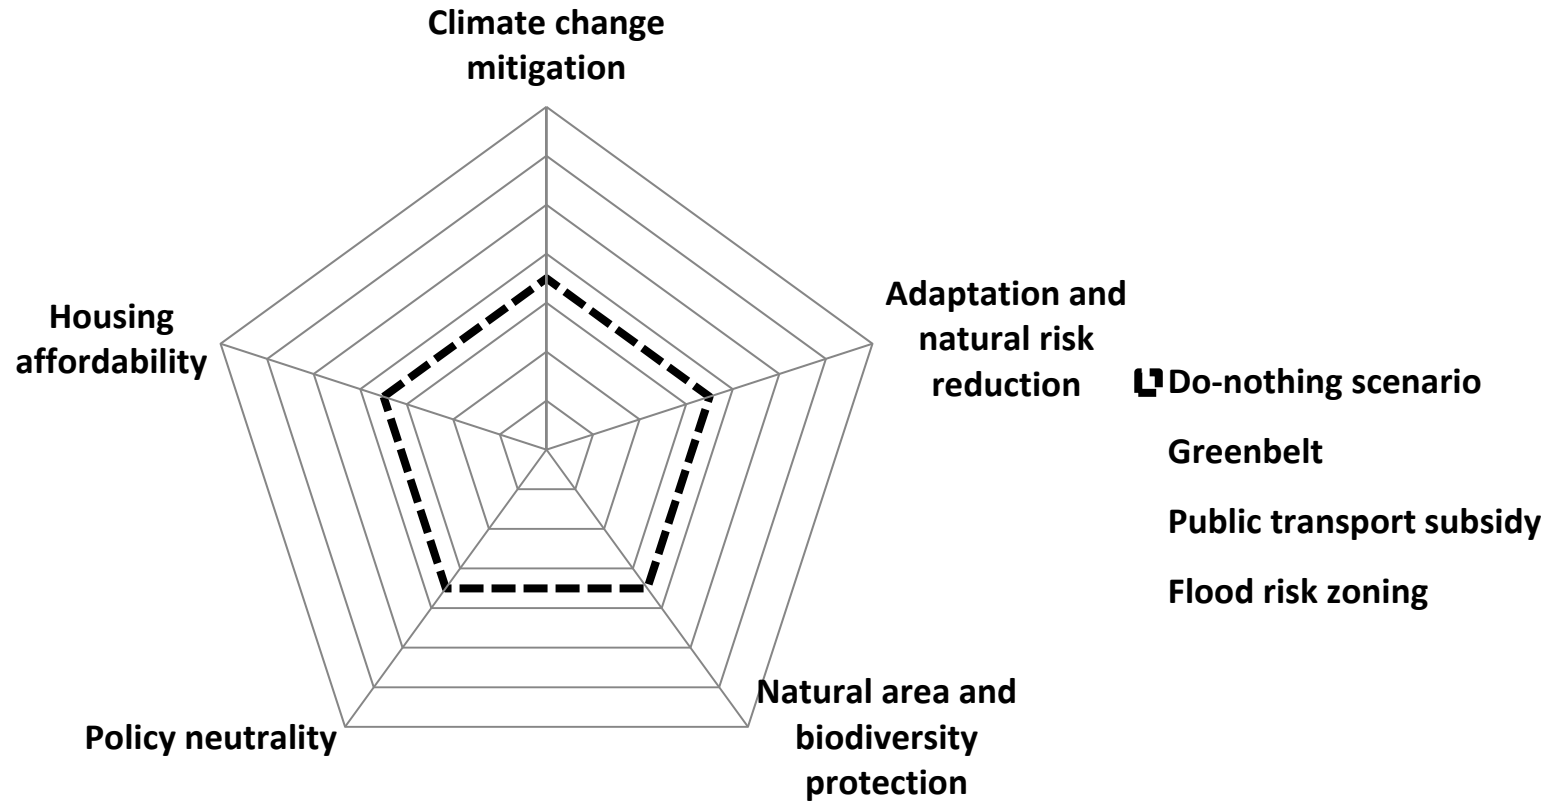 Climate change
mitigation
Adaptation and
natural risk
reduction
Housing
affordability
Do-nothing scenario
Greenbelt
Public transport subsidy
Flood risk zoning
Natural area and
biodiversity
protection
Policy neutrality